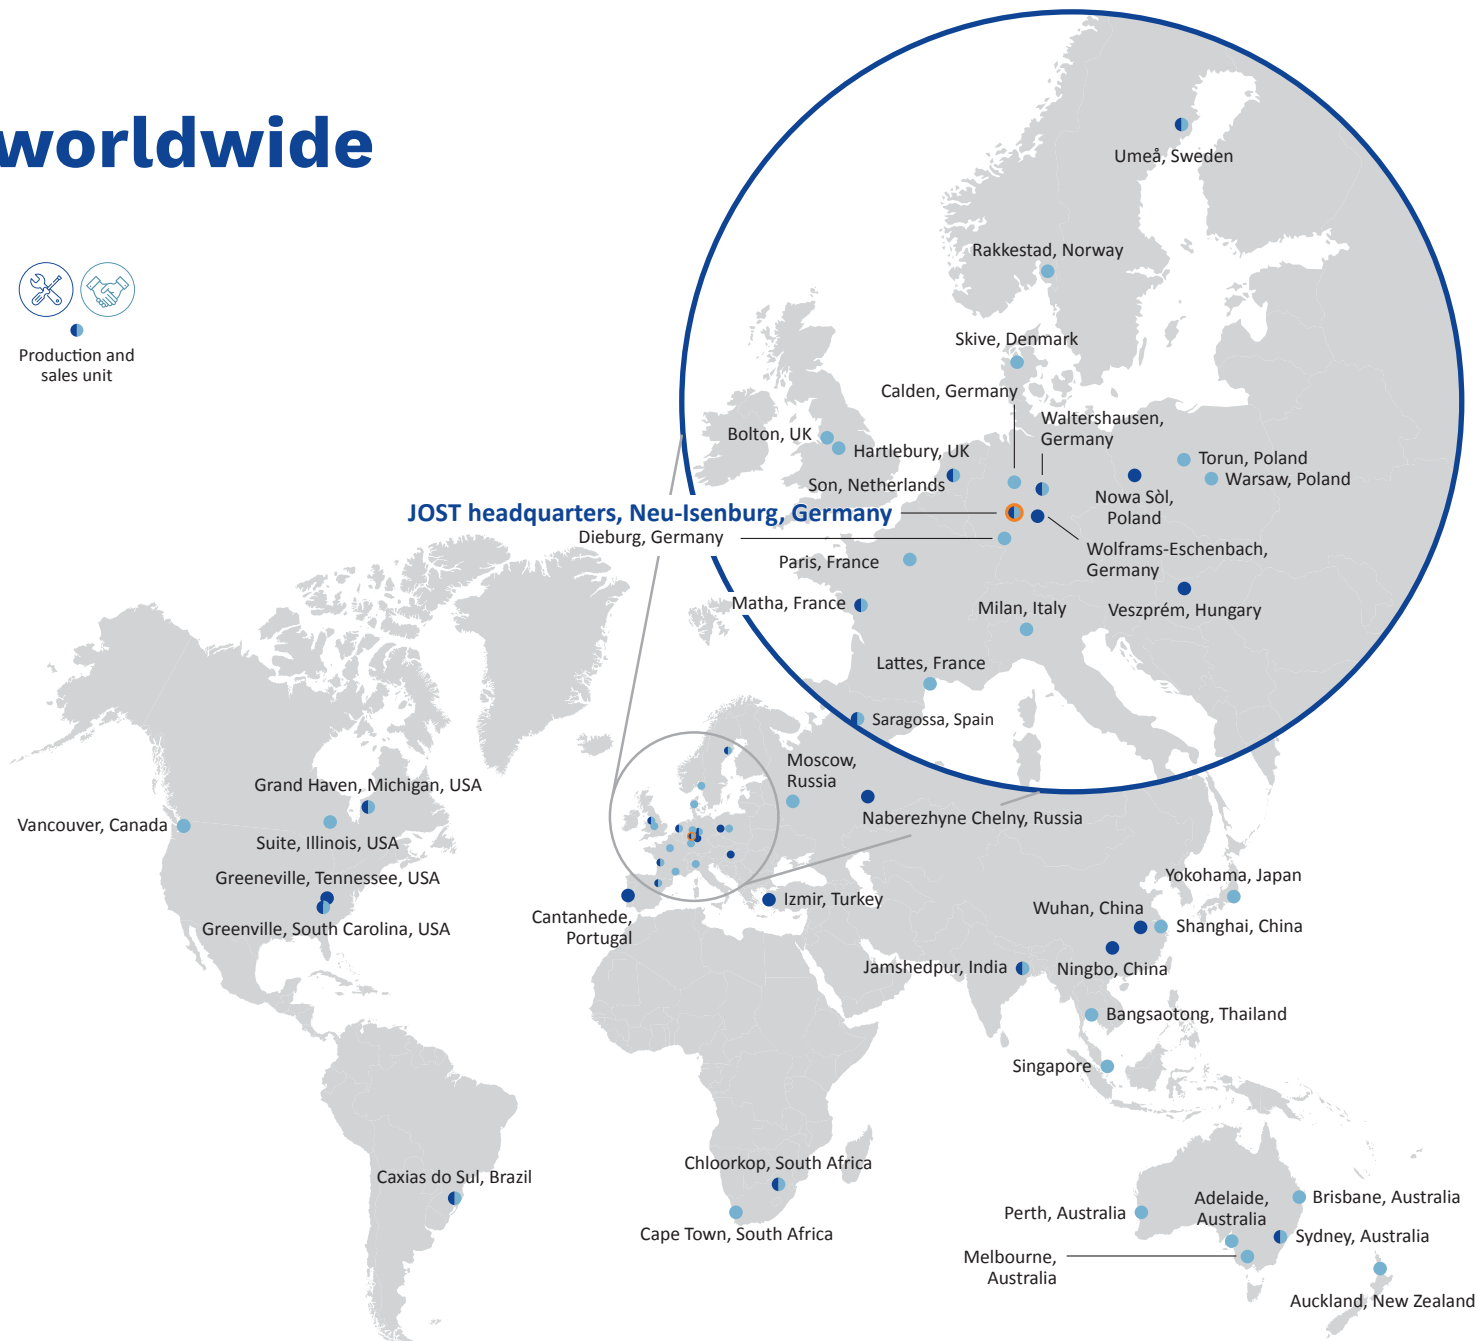 worldwide
Production and
sales unit
Umeå, Sweden
Rakkestad, Norway
Skive, Denmark
Calden, Germany
Waltershausen,
Germany
Bolton, UK
Hartlebury, UK
Son, Netherlands
Torun, Poland
Warsaw, Poland
Nowa Sòl,
Poland
JOST headquarters, Neu-Isenburg, Germany
Dieburg, Germany
Wolframs-Eschenbach,
Germany
Paris, France
Matha, France
Milan, Italy
Veszprém, Hungary
Lattes, France
Saragossa, Spain
Moscow,
Russia
Naberezhyne Chelny, Russia
Grand Haven, Michigan, USA
Vancouver, Canada
Suite, Illinois, USA
Greeneville, Tennessee, USA
Greenville, South Carolina, USA
Cantanhede,
Portugal
Izmir, Turkey
Yokohama, Japan
Wuhan, China
Shanghai, China
Jamshedpur, India
Ningbo, China
Bangsaotong, Thailand
Singapore
Caxias do Sul, Brazil
Chloorkop, South Africa
Cape Town, South Africa
Perth, Australia
Adelaide,
Australia
Brisbane, Australia
Sydney, Australia
Melbourne,
Australia
Auckland, New Zealand